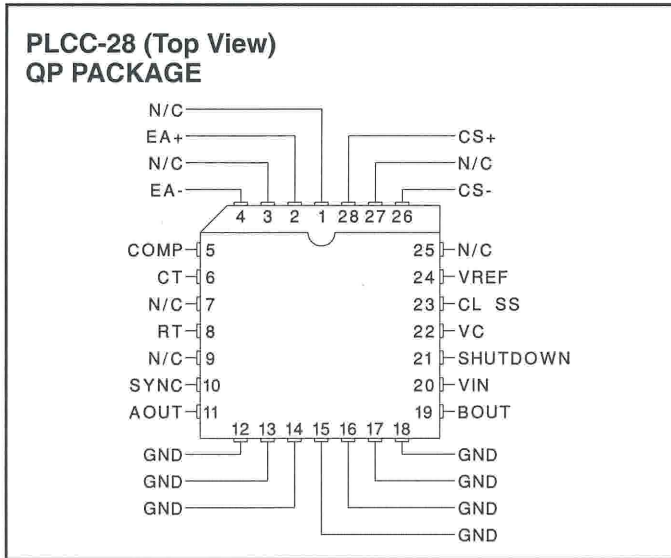 PLCC-28 (Top View)
QP PACKAGE
N/C
EA+ CS+
N/C N/C
EA- CS-
4 3 2 1 28 27 26
COMP 5 25 N/C
CT 6 24 VREF
N/C 7 23 CL SS
RT 8 22 VC
N/C 9 21 SHUTDOWN
SYNC 10 20 VIN
AOUT 11 19 BOUT
12 13 14 15 16 17 18
GND GND
GND GND
GND GND
GND